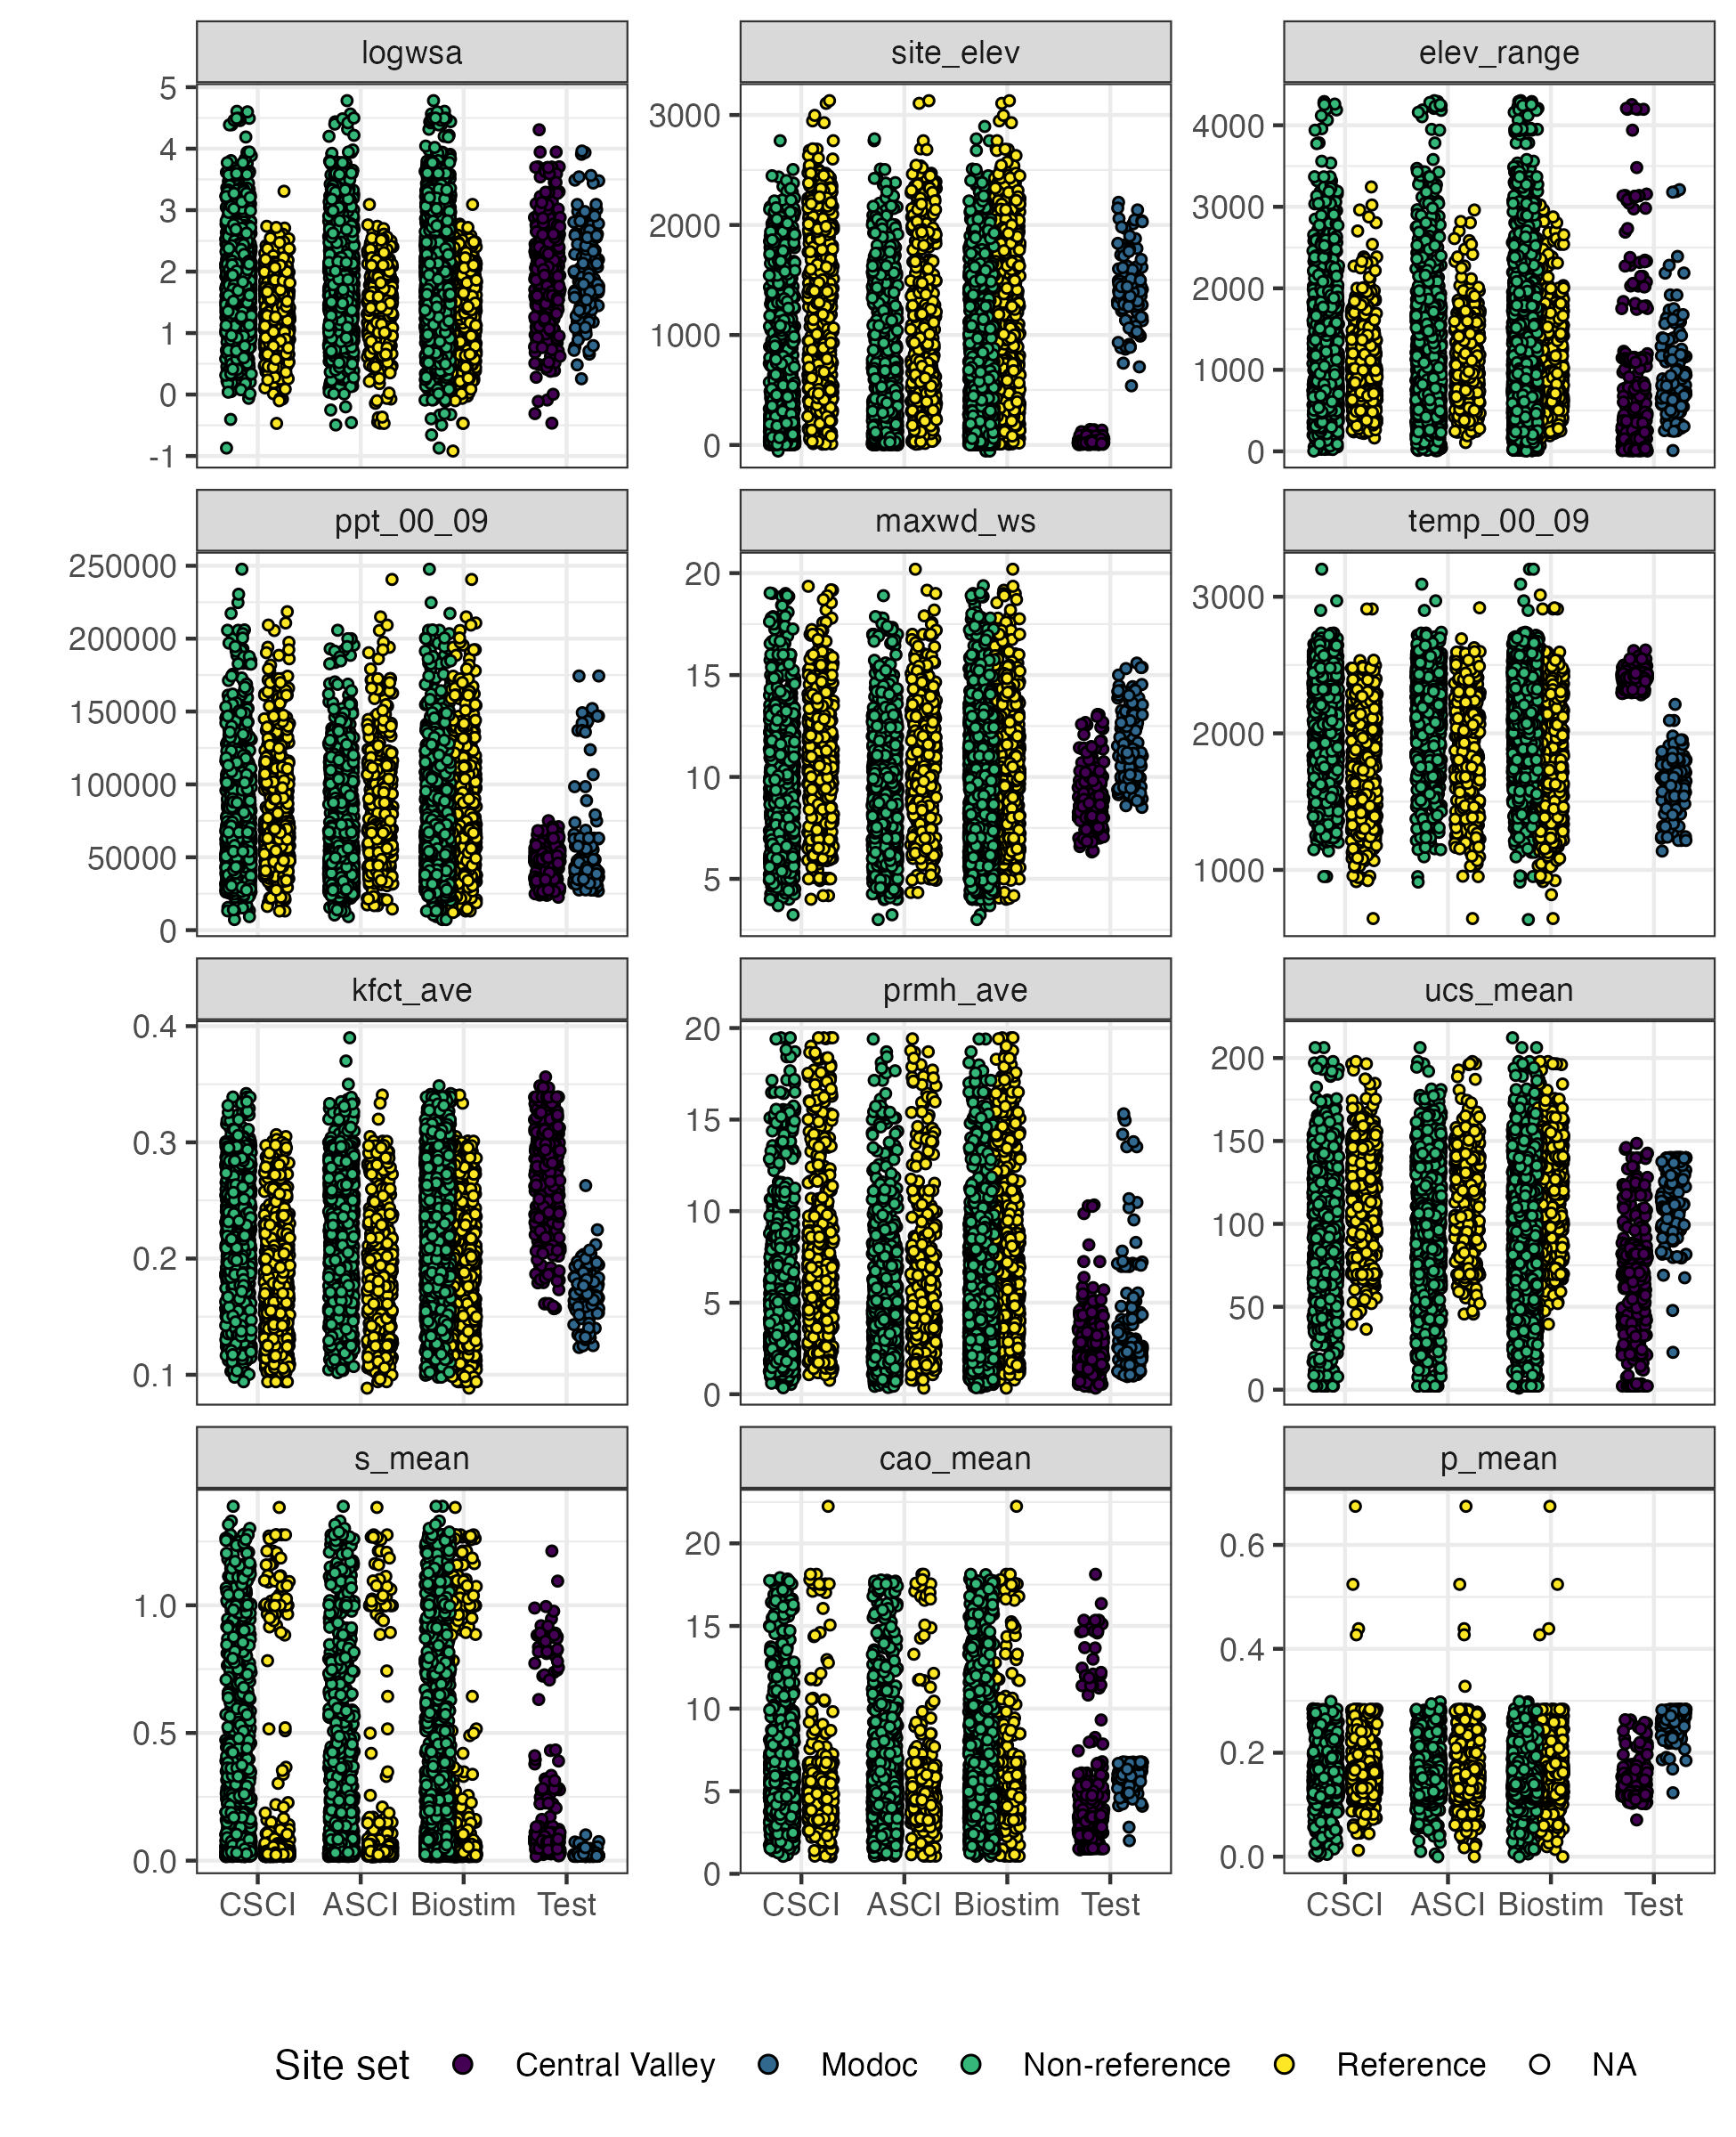 logwsa site_elev elev_range
5 4 3 2 1 0 -1
3000 2000 1000 0
4000 3000 2000 1000 0
ppt_00_09 maxwd_ws temp_00_09
250000 200000 150000 100000 50000 0
20 15 10 5
3000 2000 1000
kfct_ave prmh_ave ucs_mean
0.4 0.3 0.2 0.1
20 15 10 5 0
200 150 100 50 0
s_mean cao_mean p_mean
1.0 0.5 0.0
20 15 10 5 0
0.6 0.4 0.2 0.0
CSCI ASCI Biostim Test CSCI ASCI Biostim Test CSCI ASCI Biostim Test
Site set Central Valley Modoc Non-reference Reference NA